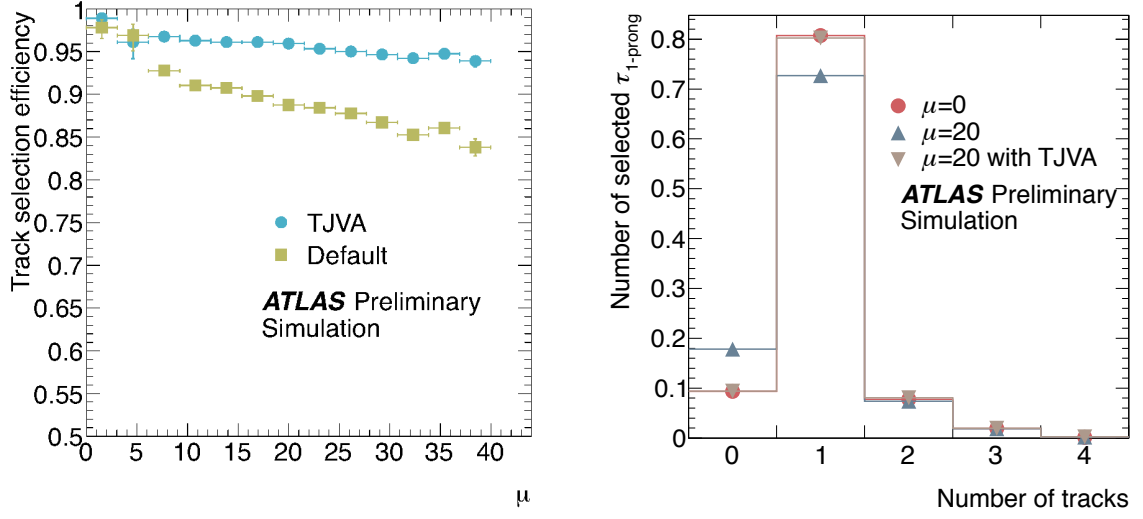 Track selection efficiency
1
0.95
0.9
0.85
0.8
0.75
0.7
0.65
0.6
0.55
0.5
TJVA
Default
ATLAS Preliminary
Simulation
0 5 10 15 20 25 30 35 40
μ
Number of selected τ1-prong
0.8
0.7
0.6
0.5
0.4
0.3
0.2
0.1
0
μ=0
μ=20
μ=20 with TJVA
ATLAS Preliminary
Simulation
0 1 2 3 4
Number of tracks